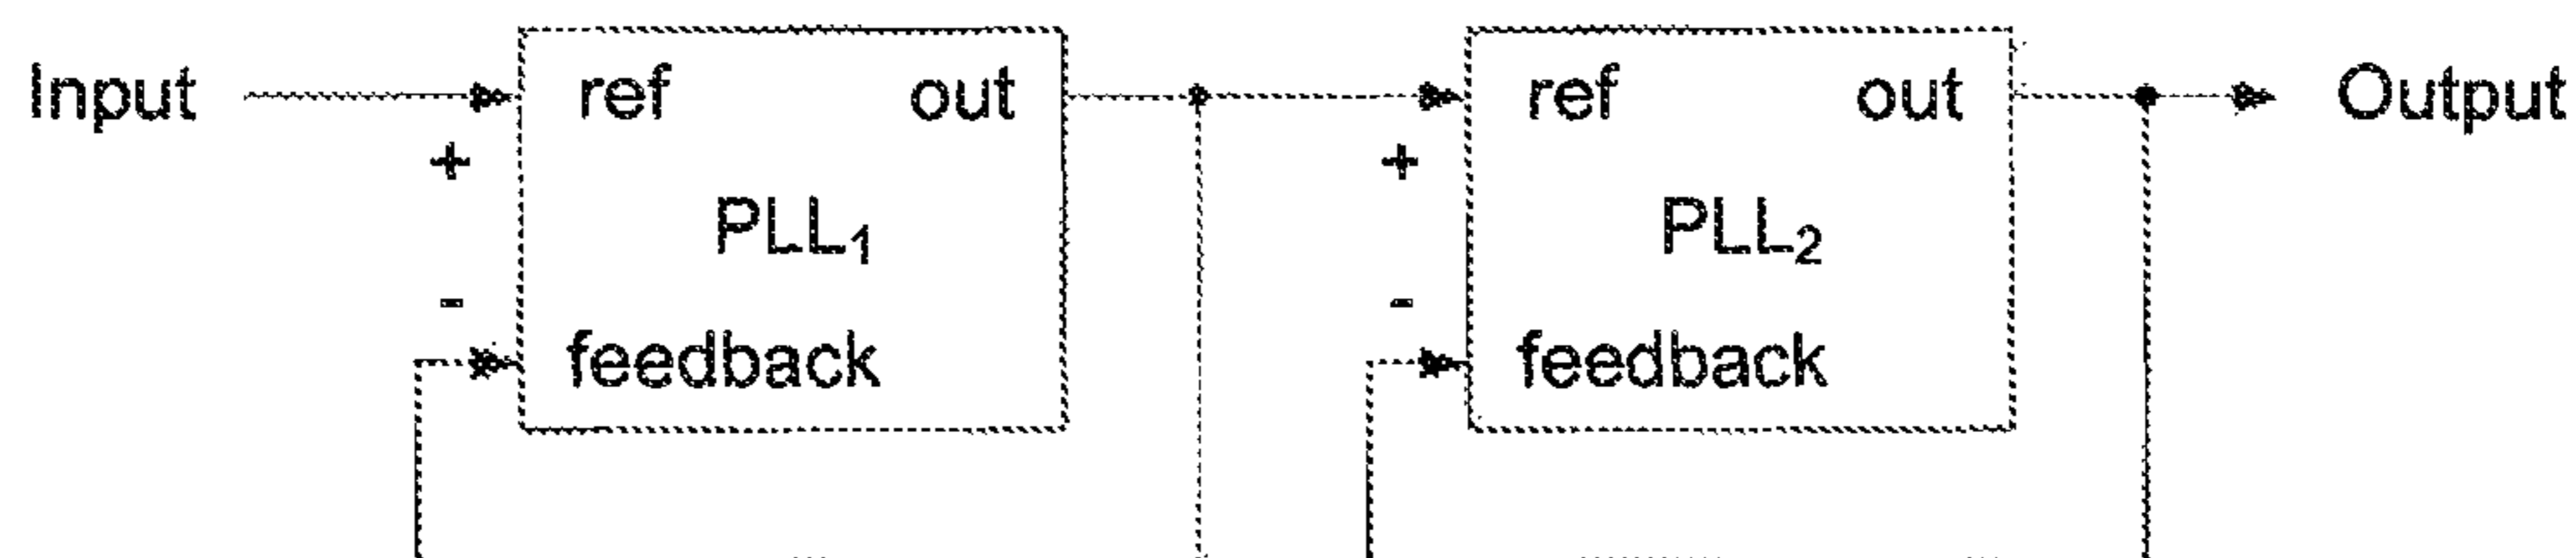 Input ref out ref out Output
+ +
PLL₁ PLL₂
- -
feedback feedback